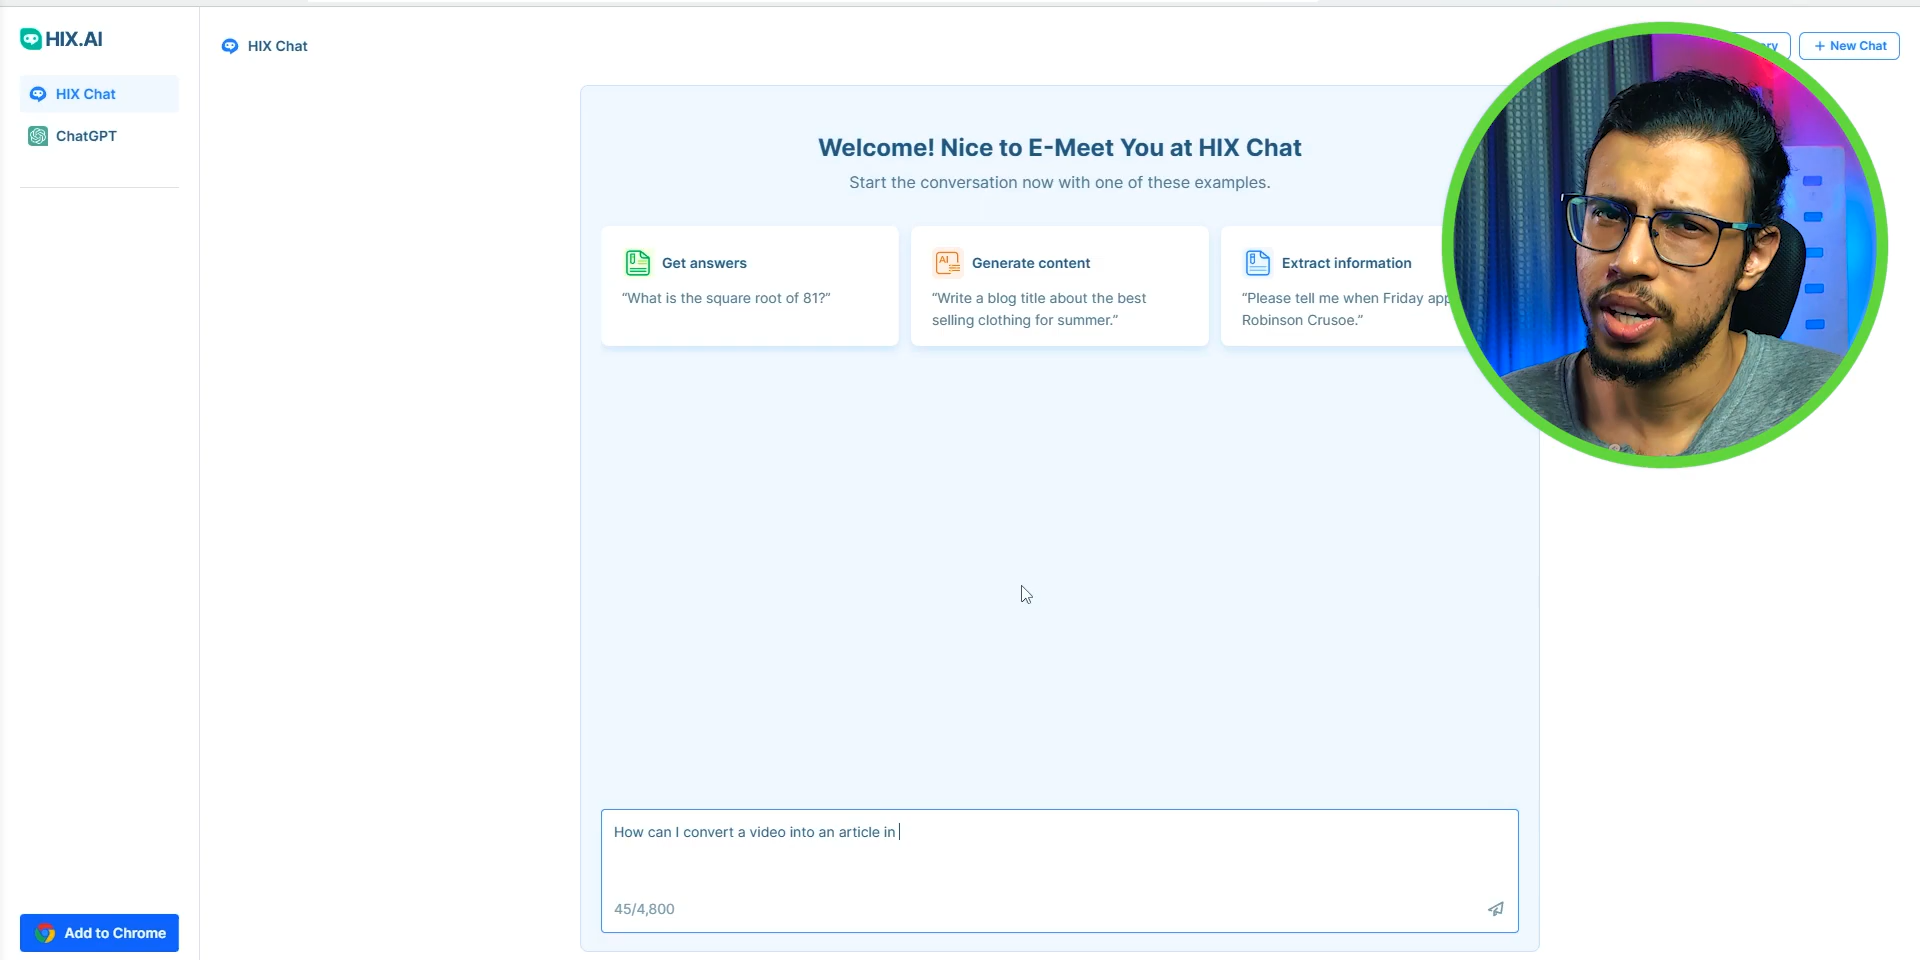 HIX.AI
HIX Chat
ChatGPT
Add to Chrome
HIX Chat
+ New Chat
Welcome! Nice to E-Meet You at HIX Chat
Start the conversation now with one of these examples.
Get answers
“What is the square root of 81?”
Generate content
“Write a blog title about the best
selling clothing for summer.”
Extract information
“Please tell me when Friday
Robinson Crusoe.”
How can I convert a video into an article in
45/4,800